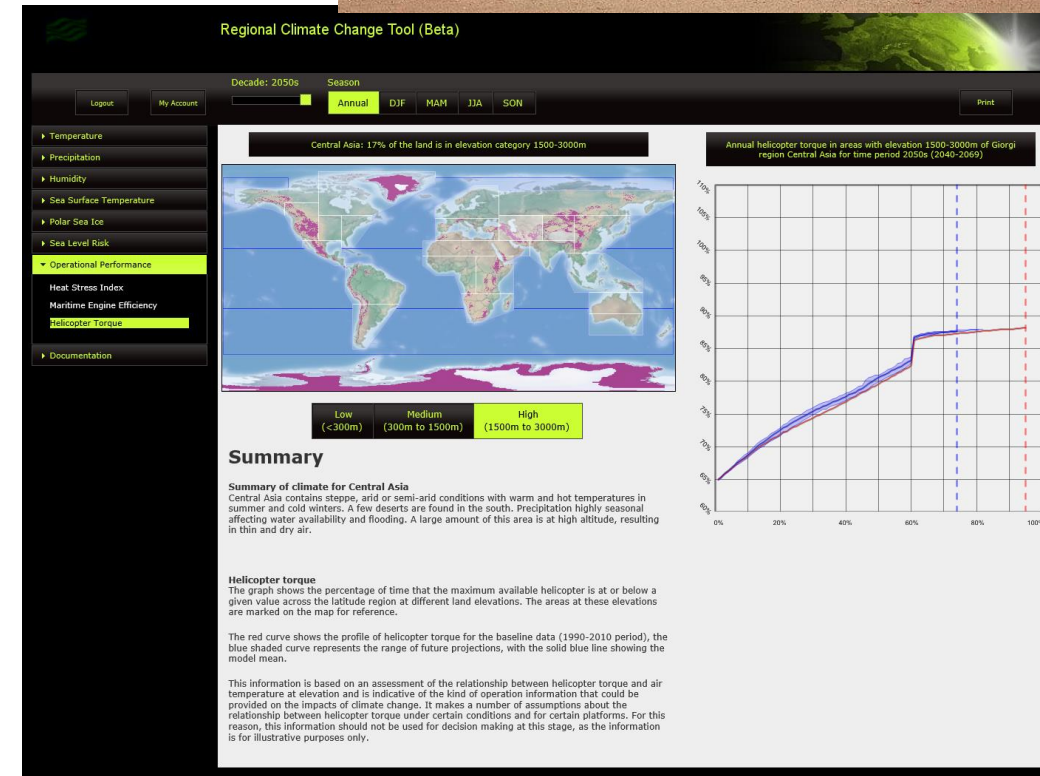 Regional Climate Change Tool (Beta)
Decade: 2050s Season
Logout My Account Annual DJF MAM JJA SON Print
Temperature
Precipitation
Humidity
Sea Surface Temperature
Polar Sea Ice
Sea Level Risk
Operational Performance
Heat Stress Index
Maritime Engine Efficiency
Helicopter Torque
Documentation
Central Asia: 17% of the land is in elevation category 1500-3000m
Low
(<300m)
Medium
(300m to 1500m)
High
(1500m to 3000m)
Summary
Summary of climate for Central Asia
Central Asia contains steppe, arid or semi-arid conditions with warm and hot temperatures in
summer and cold winters. A few deserts are found in the south. Precipitation highly seasonal
affecting water availability and flooding. A large amount of this area is at high altitude, resulting
in thin and dry air.
Helicopter torque
The graph shows the percentage of time that the maximum available helicopter is at or below a
given value across the latitude region at different land elevations. The areas at these elevations
are marked on the map for reference.
The red curve shows the profile of helicopter torque for the baseline data (1990-2010 period), the
blue shaded curve represents the range of future projections, with the solid blue line showing the
model mean.
This information is based on an assessment of the relationship between helicopter torque and air
temperature at elevation and is indicative of the kind of operation information that could be
provided on the impacts of climate change. It makes a number of assumptions about the
relationship between helicopter torque under certain conditions and for certain platforms. For this
reason, this information should not be used for decision making at this stage, as the information
is for illustrative purposes only.
Annual helicopter torque in areas with elevation 1500-3000m of Giorgi
region Central Asia for time period 2050s (2040-2069)
110%
105%
100%
95%
90%
85%
80%
75%
70%
65%
60%
0% 20% 40% 60% 80% 100%